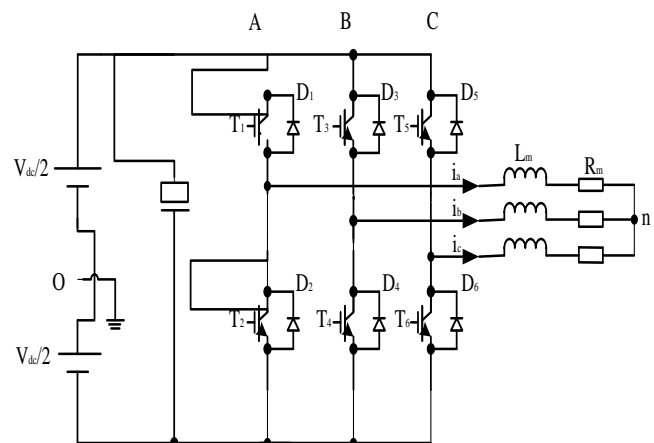 A B C
D1 D3 D5
T1 T3 T5
Vdc/2
Lm Rm
ia
ib
n
ic
O
D2 D4 D6
T2 T4 T6
Vdc/2